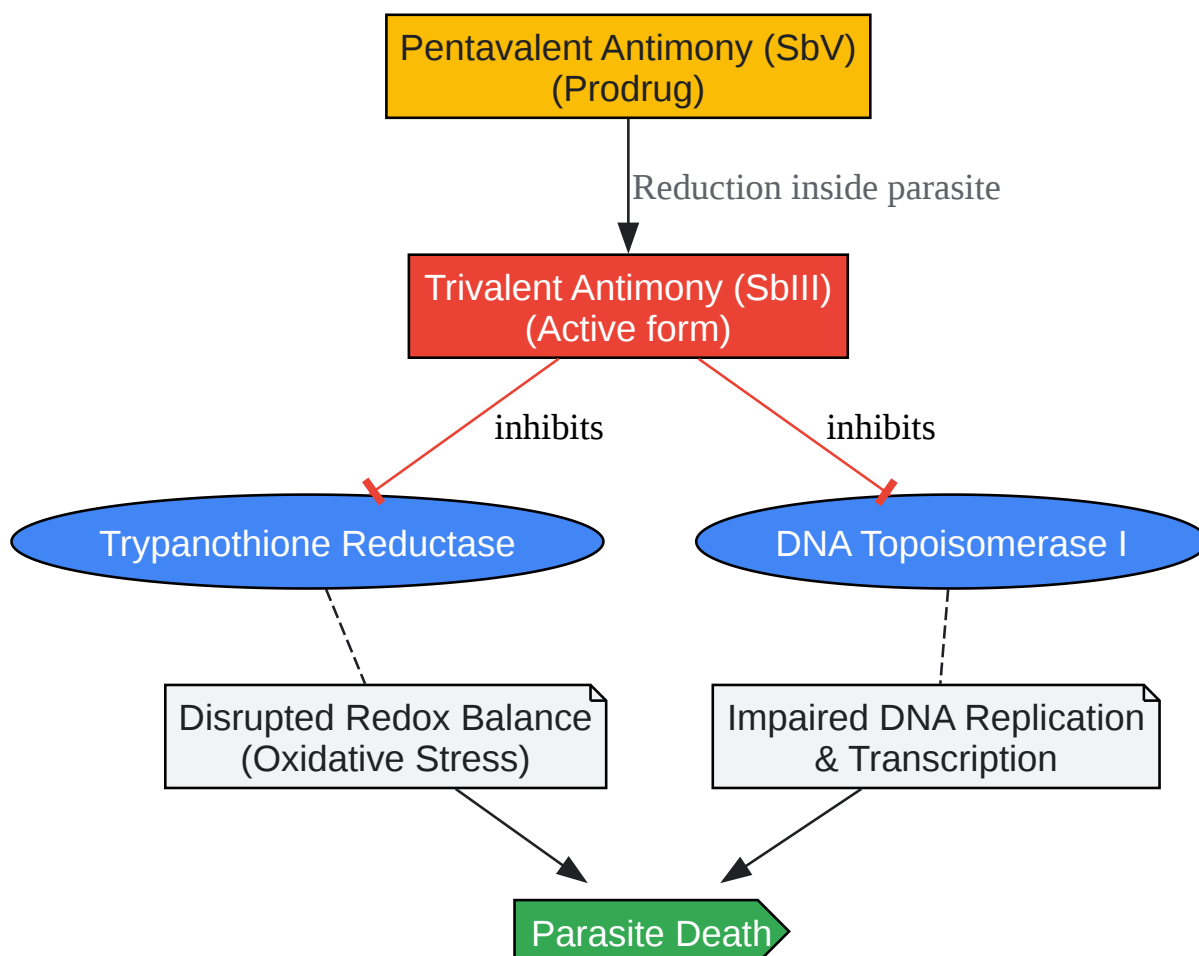 Pentavalent Antimony (SbV)
(Prodrug)
Reduction inside parasite
Trivalent Antimony (SbIII)
(Active form)
inhibits
inhibits
Trypanothione Reductase
DNA Topoisomerase I
Disrupted Redox Balance
(Oxidative Stress)
Impaired DNA Replication
& Transcription
Parasite Death